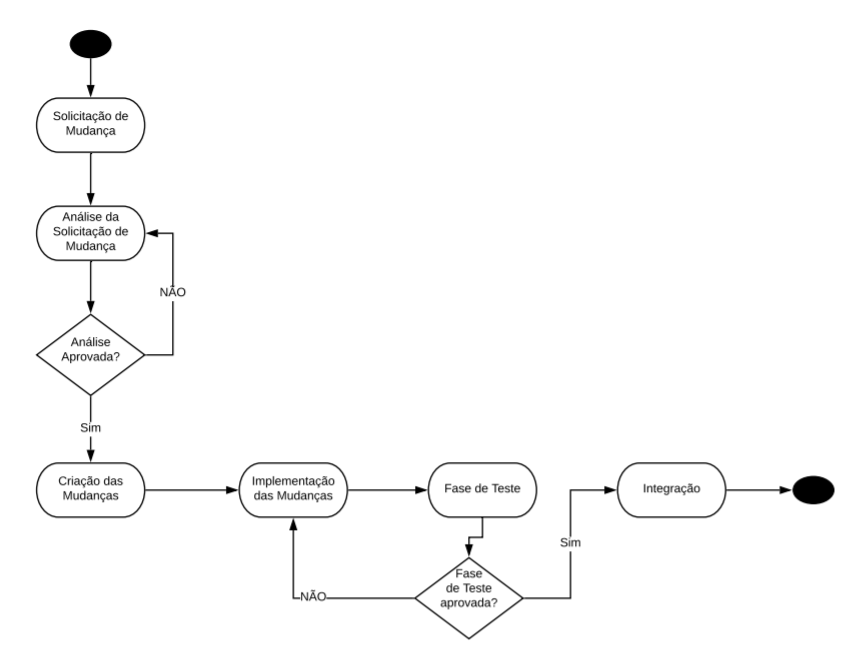 Solicitação de
Mudança
Análise da
Solicitação de
Mudança
NÃO
Análise
Aprovada?
Sim
Criação das
Mudanças
Implementação
das Mudanças
Fase de Teste
Integração
Sim
Fase
de Teste
aprovada?
NÃO